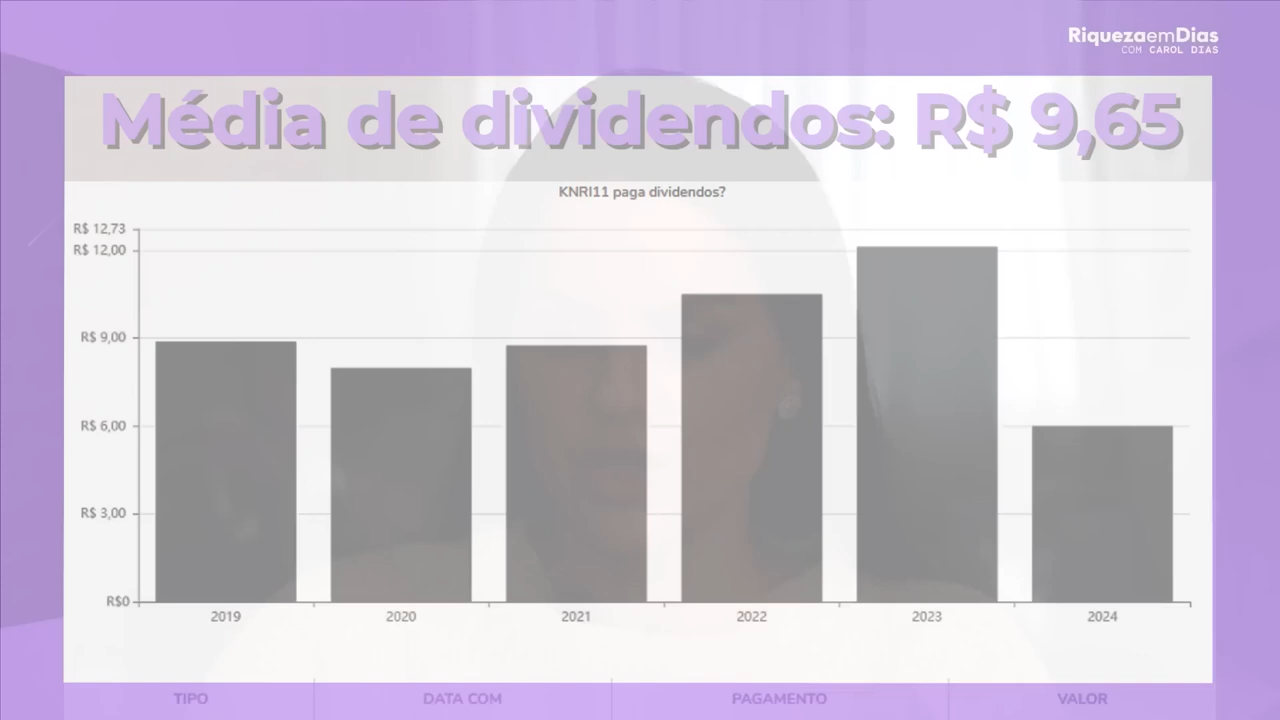 RiquezaemDias
COM CAROL DIAS
Média de dividendos: R$ 9,65
KNRI11 paga dividendos?
R$ 12,73
R$ 12,00
R$ 9,00
R$ 6,00
R$ 3,00
R$0
2019 2020 2021 2022 2023 2024
TIPO DATA COM PAGAMENTO VALOR